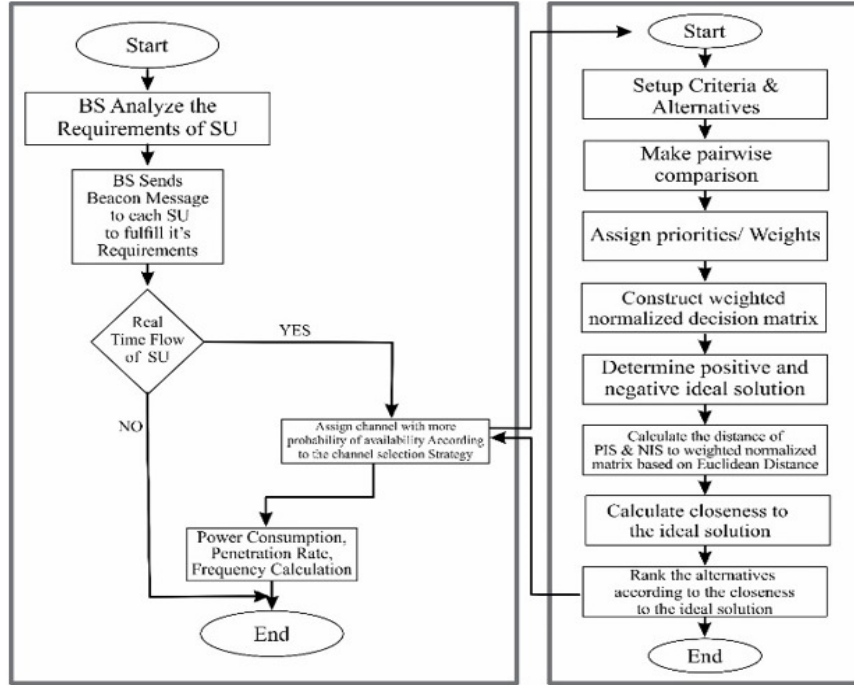 Start
BS Analyze the
Requirements of SU
BS Sends
Beacon Message
to each SU
to fulfill it's
Requirements
Real
Time Flow
of SU
YES
NO
Assign channel with more
probability of availability According
to the channel selection Strategy
Power Consumption,
Penetration Rate,
Frequency Calculation
End
Start
Setup Criteria &
Alternatives
Make pairwise
comparison
Assign priorities/ Weights
Construct weighted
normalized decision matrix
Determine positive and
negative ideal solution
Calculate the distance of
PIS & NIS to weighted normalized
matrix based on Euclidean Distance
Calculate closeness to
the ideal solution
Rank the alternatives
according to the closeness
to the ideal solution
End